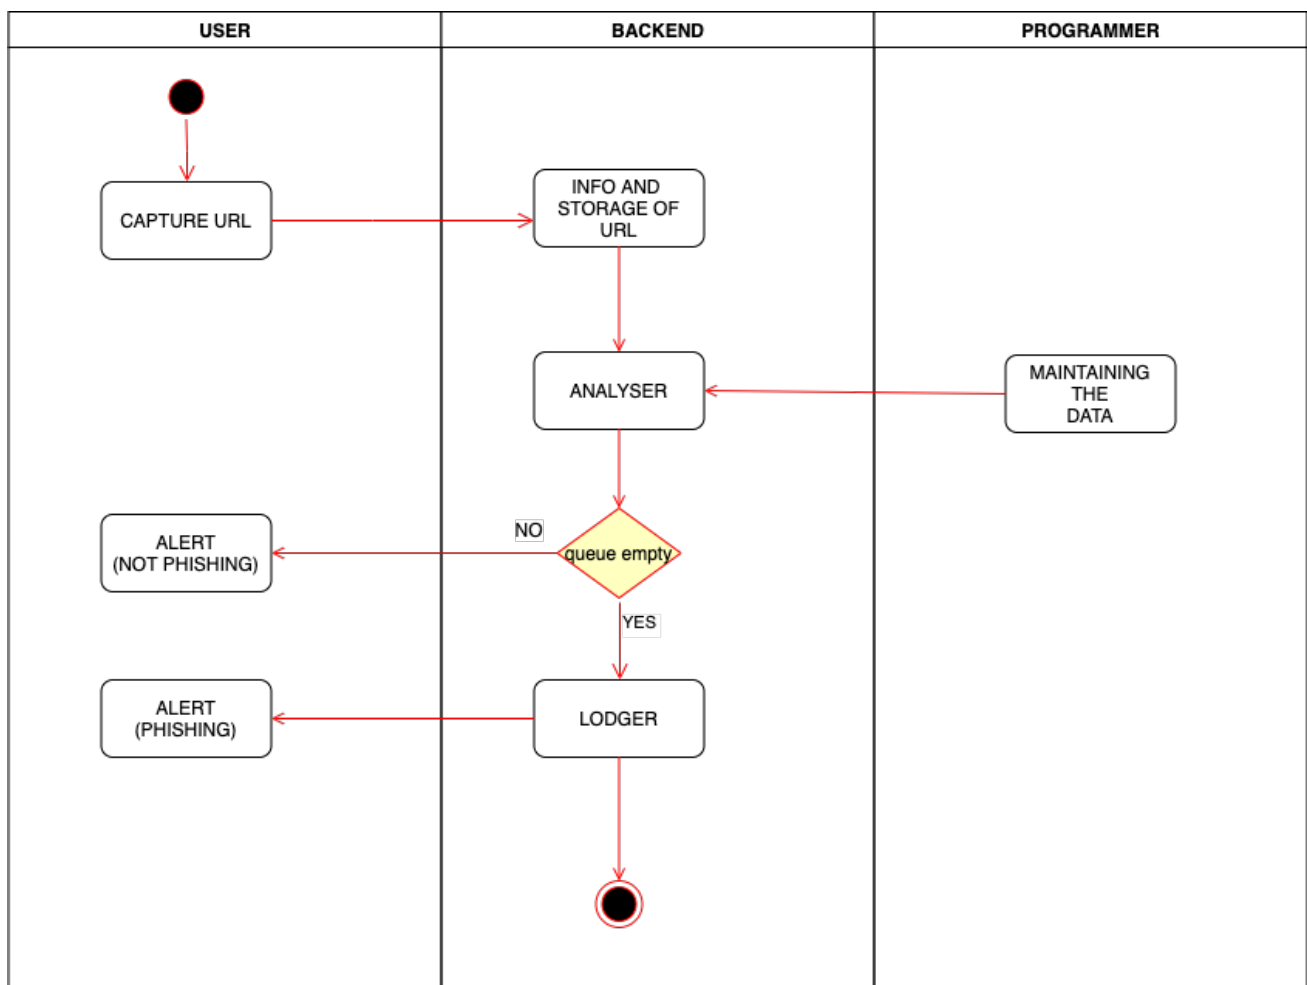 USER
BACKEND
PROGRAMMER
CAPTURE URL
INFO AND
STORAGE OF
URL
ANALYSER
MAINTAINING
THE
DATA
ALERT
(NOT PHISHING)
NO
queue empty
YES
ALERT
(PHISHING)
LODGER